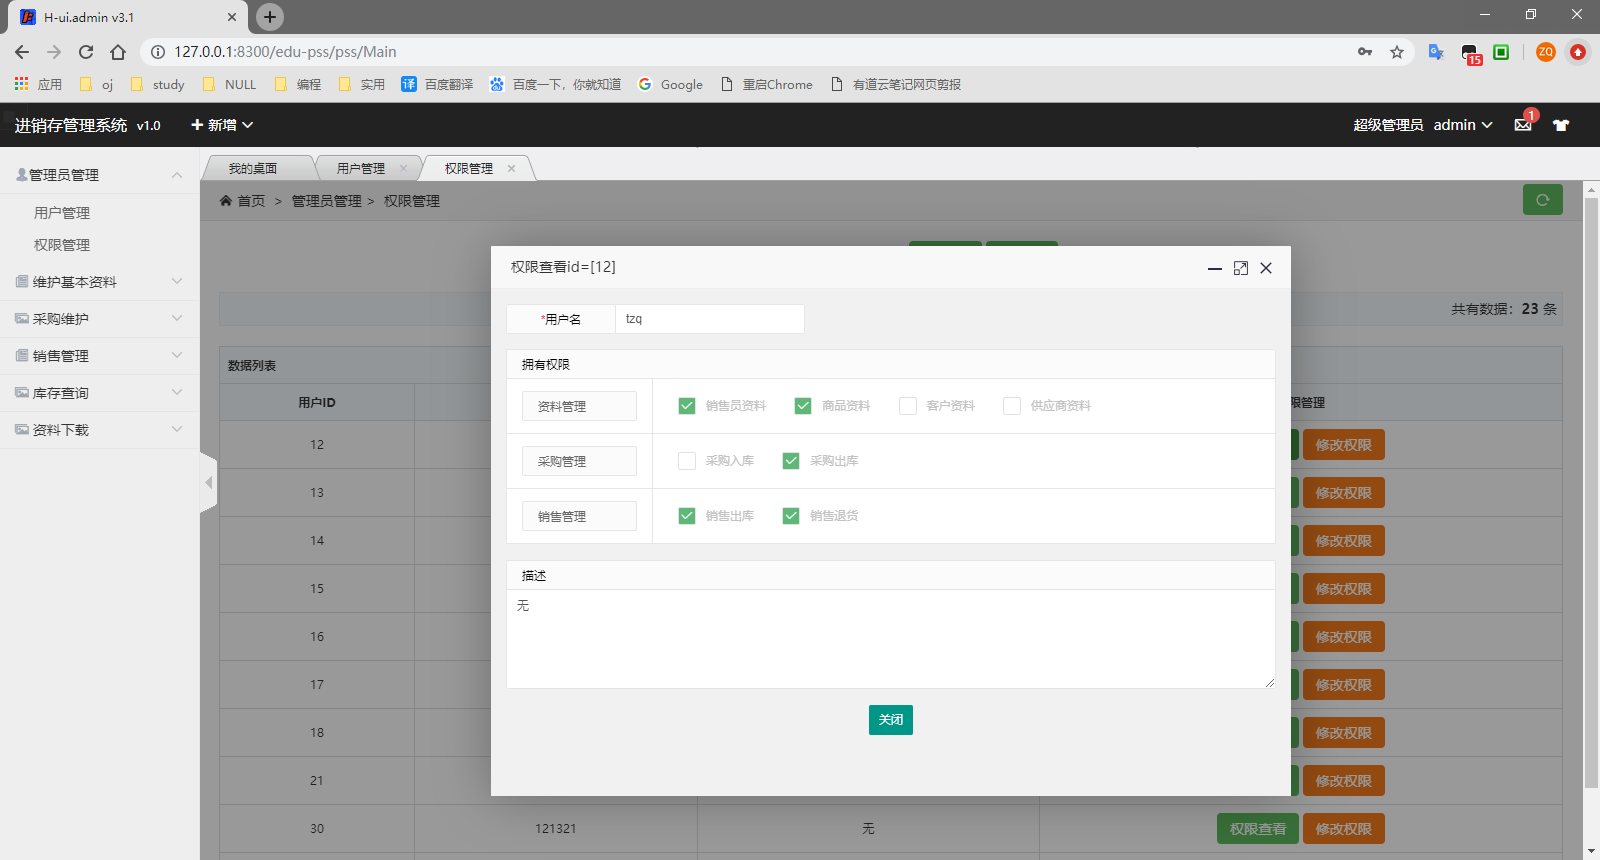 H-ui.admin v3.1
127.0.0.1:8300/edu-pss/pss/Main
ZQ
15
应用 oj study NULL 编程 实用 译 百度翻译 百度一下，你就知道 Google 重启Chrome 有道云笔记网页剪报
进销存管理系统 v1.0 新增 超级管理员 admin 1
管理员管理
用户管理
权限管理
维护基本资料
采购维护
销售管理
库存查询
资料下载
我的桌面 用户管理 权限管理
首页 > 管理员管理 > 权限管理
共有数据：23 条
数据列表
用户ID 限管理
12 修改权限
13 修改权限
14 修改权限
15 修改权限
16 修改权限
17 修改权限
18 修改权限
21 修改权限
30 121321 无 权限查看 修改权限
权限查看id=[12]
*用户名 tzq
拥有权限
资料管理 销售员资料 商品资料 客户资料 供应商资料
采购管理 采购入库 采购出库
销售管理 销售出库 销售退货
描述
无
关闭